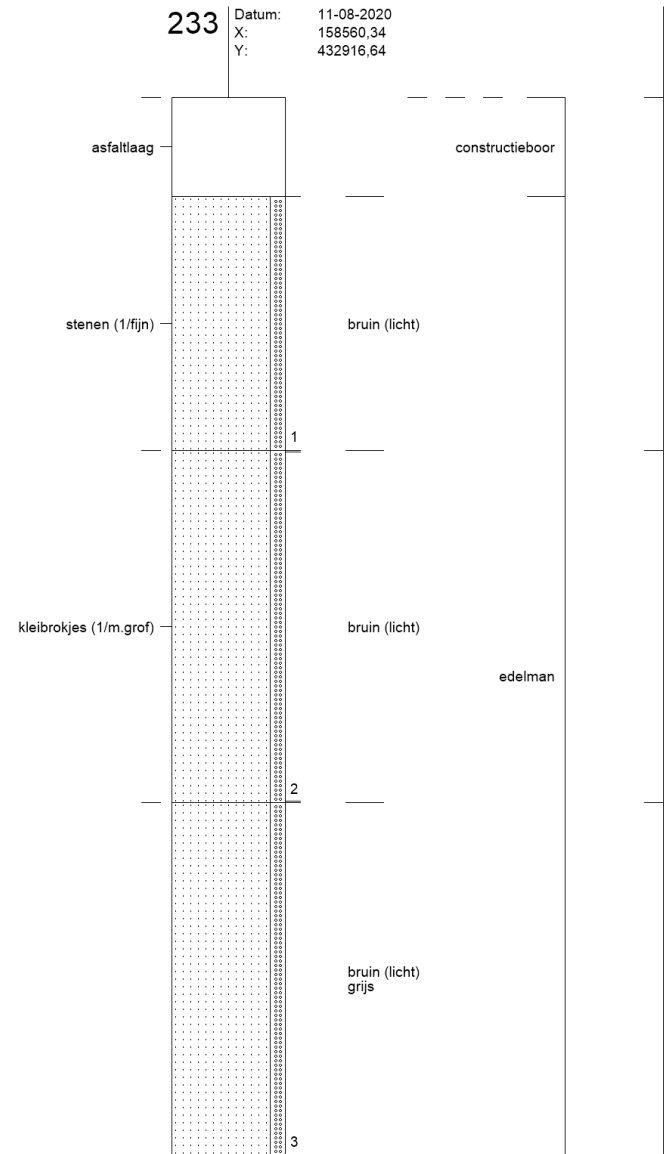 233
Datum: 11-08-2020
X: 158560,34
Y: 432916,64
asfaltlaag constructieboor
stenen (1/fijn) bruin (licht)
1
kleibrokjes (1/m.grof) bruin (licht)
edelman
2
bruin (licht)
grijs
3